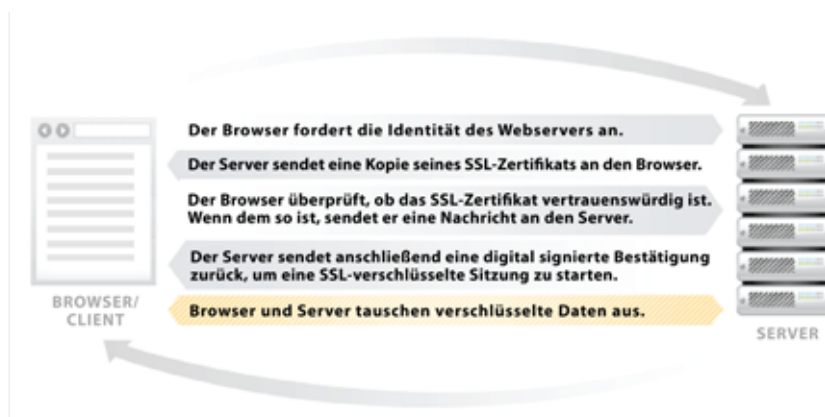 Der Browser fordert die Identität des Webservers an.
Der Server sendet eine Kopie seines SSL-Zertifikats an den Browser.
Der Browser überprüft, ob das SSL-Zertifikat vertrauenswürdig ist.
Wenn dem so ist, sendet er eine Nachricht an den Server.
Der Server sendet anschließend eine digital signierte Bestätigung
zurück, um eine SSL-verschlüsselte Sitzung zu starten.
Browser und Server tauschen verschlüsselte Daten aus.
BROWSER/
CLIENT
SERVER